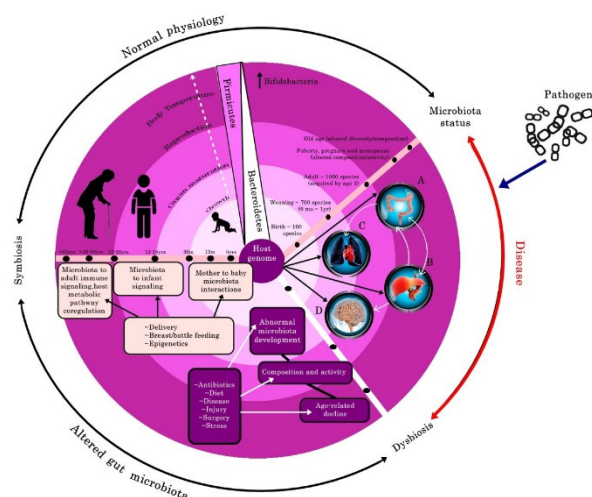 Normal physiology
Pathogen
Microbiota
status
Disease
Dysbiosis
Altered gut microbiota
Symbiosis
Firmicutes
Bacteroidetes
Bifidobacteria
Body Temperature
Reproduction
Organ maturation
Growth
Old age (altered diversity/composition)
Puberty, pregnancy and menopause
(altered composition/activity)
Adult ~ 1000 species
(acquired by age 3)
Weaning ~ 700 species
(6 ms ~ 1yr)
Birth ~ 100
species
A
C
B
D
Host
genome
Microbiota to
adult immune
signaling,host
metabolic
pathway
coregulation
Microbiota
to infant
signaling
Mother to baby
microbiota
interactions
~Delivery
~Breast/bottle feeding
~Epigenetics
Abnormal
microbiota
development
Composition and activity
Age-related
decline
~Antibiotics
~Diet
~Disease
~Injury
~Surgery
~Stress